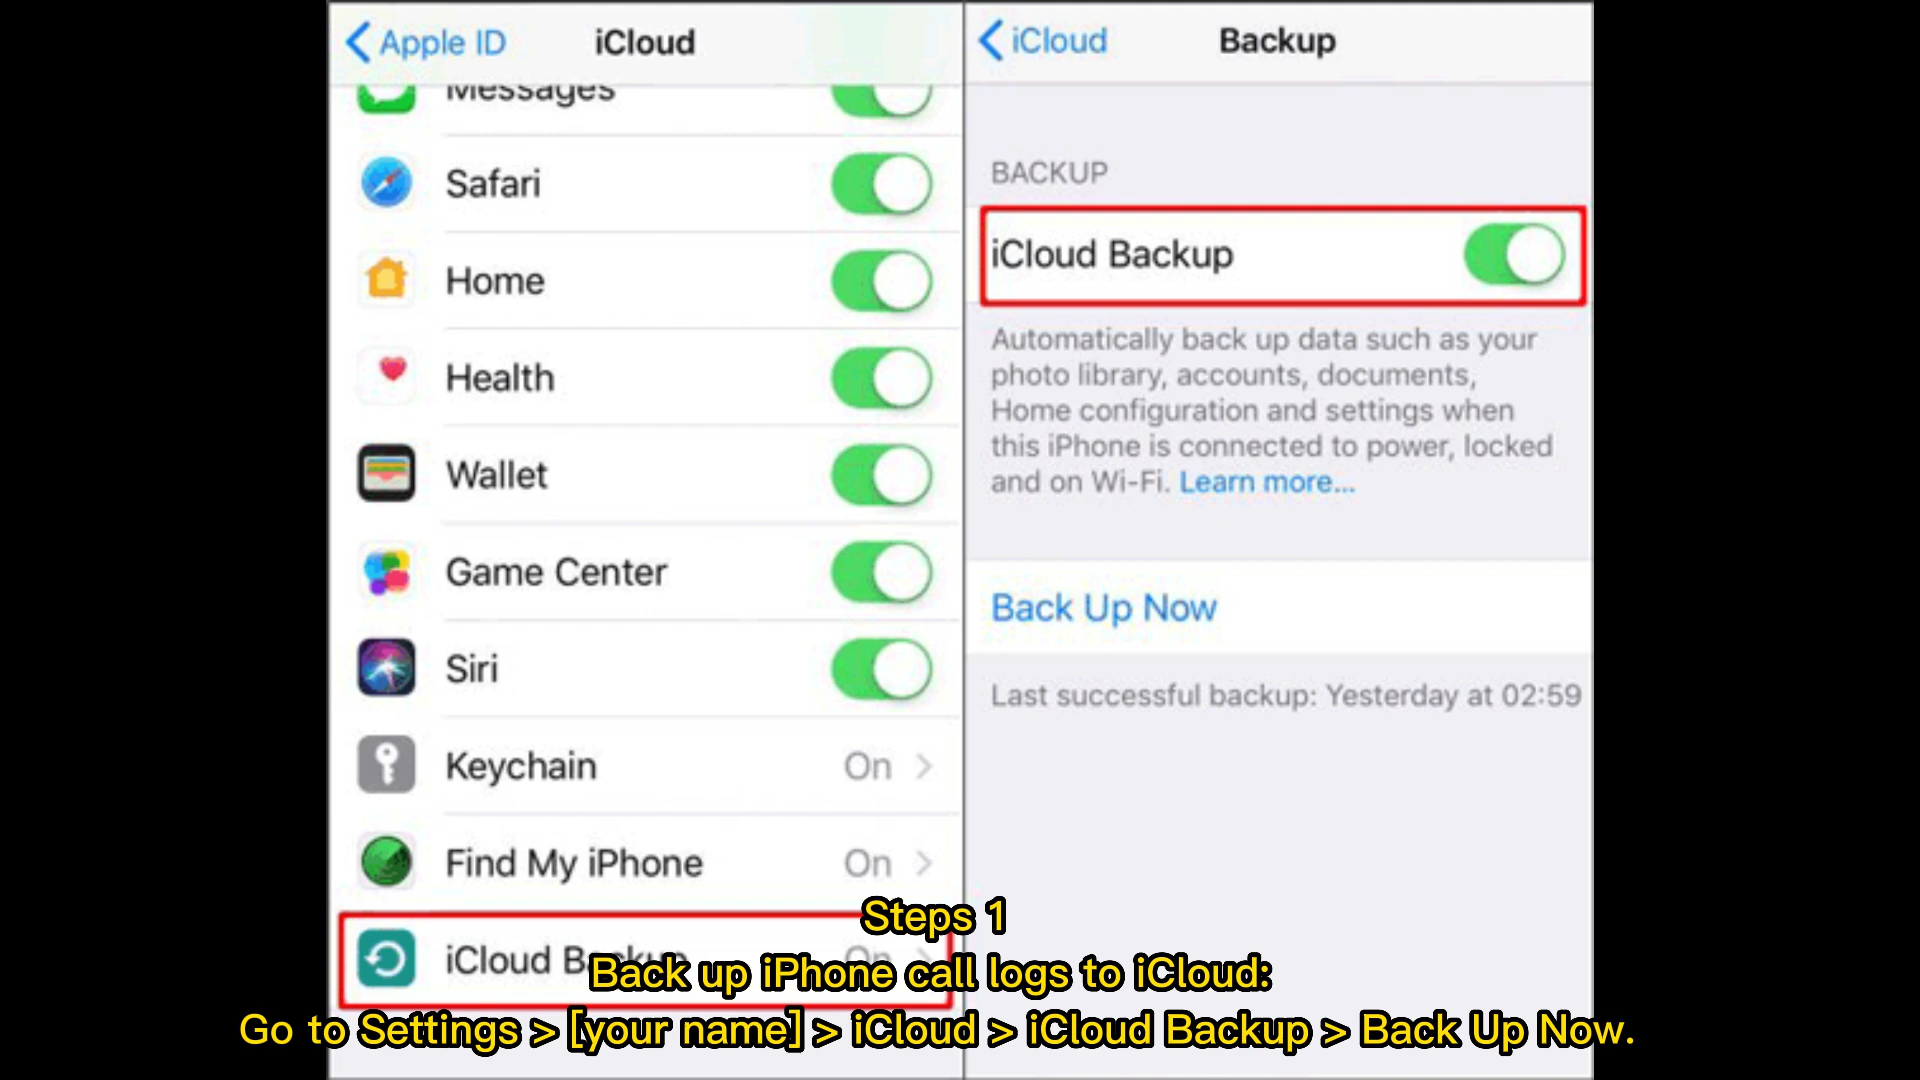 Apple ID
iCloud
Messages
Safari
Home
Health
Wallet
Game Center
Siri
Keychain
On
Find My iPhone
On
iCloud Backup
On
iCloud
Backup
BACKUP
iCloud Backup
Automatically back up data such as your
photo library, accounts, documents,
Home configuration and settings when
this iPhone is connected to power, locked
and on Wi-Fi. Learn more...
Back Up Now
Last successful backup: Yesterday at 02:59
Steps 1
Back up iPhone call logs to iCloud:
Go to Settings > [your name] > iCloud > iCloud Backup > Back Up Now.